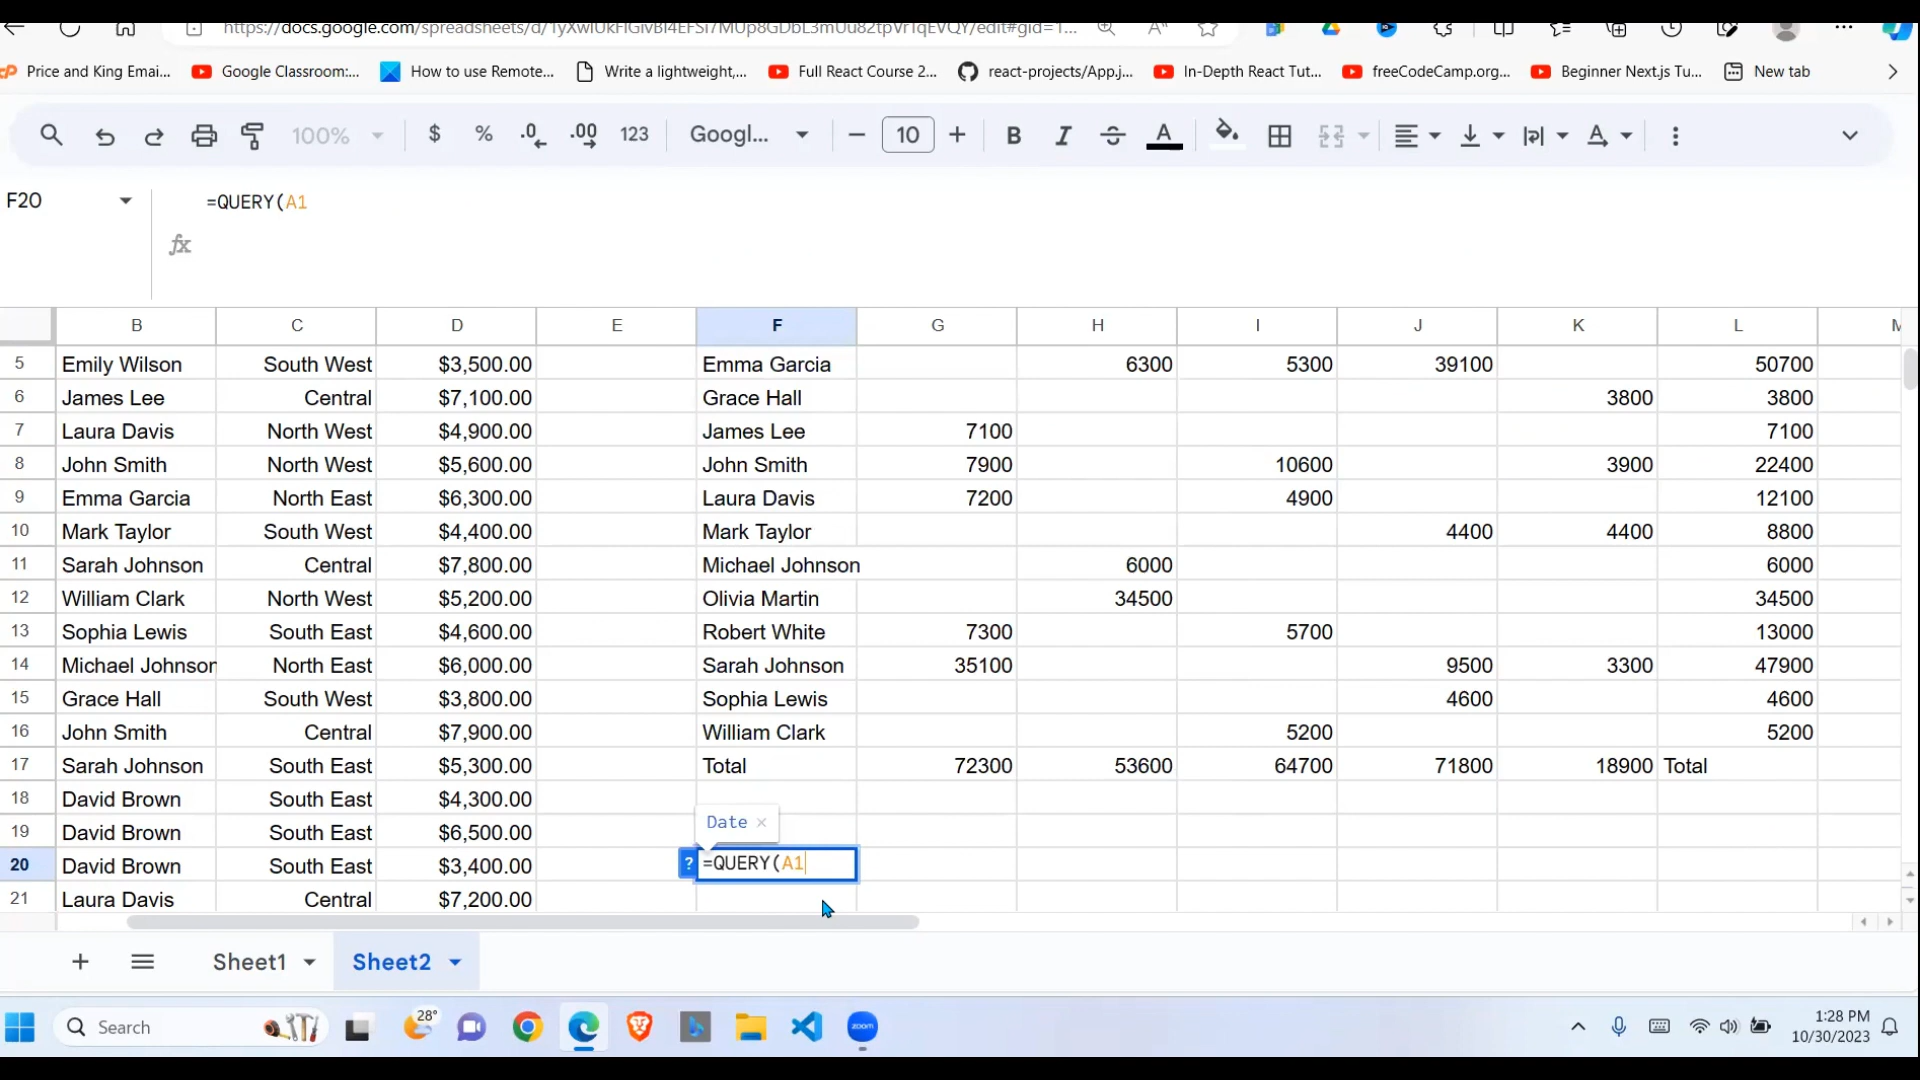 https://docs.google.com/spreadsheets/d/
Price and King Emai... Google Classroom:... How to use Remote... Write a lightweight,... Full React Course 2... react-projects/App.j... In-Depth React Tut... freeCodeCamp.org... Beginner Next.js Tu... New tab
100% $ % .0 .00 123 Googl... 10 B I A
F20 =QUERY(A1
fx
B C D E F G H I J K L M
5 Emily Wilson South West $3,500.00 Emma Garcia 6300 5300 39100 50700
6 James Lee Central $7,100.00 Grace Hall 3800 3800
7 Laura Davis North West $4,900.00 James Lee 7100 7100
8 John Smith North West $5,600.00 John Smith 7900 10600 3900 22400
9 Emma Garcia North East $6,300.00 Laura Davis 7200 4900 12100
10 Mark Taylor South West $4,400.00 Mark Taylor 4400 4400 8800
11 Sarah Johnson Central $7,800.00 Michael Johnson 6000 6000
12 William Clark North West $5,200.00 Olivia Martin 34500 34500
13 Sophia Lewis South East $4,600.00 Robert White 7300 5700 13000
14 Michael Johnson North East $6,000.00 Sarah Johnson 35100 9500 3300 47900
15 Grace Hall South West $3,800.00 Sophia Lewis 4600 4600
16 John Smith Central $7,900.00 William Clark 5200 5200
17 Sarah Johnson South East $5,300.00 Total 72300 53600 64700 71800 18900 Total
18 David Brown South East $4,300.00
Date ×
19 David Brown South East $6,500.00
20 David Brown South East $3,400.00 ? =QUERY(A1
21 Laura Davis Central $7,200.00
Sheet1 Sheet2
Search 28° zoom 1:28 PM
10/30/2023